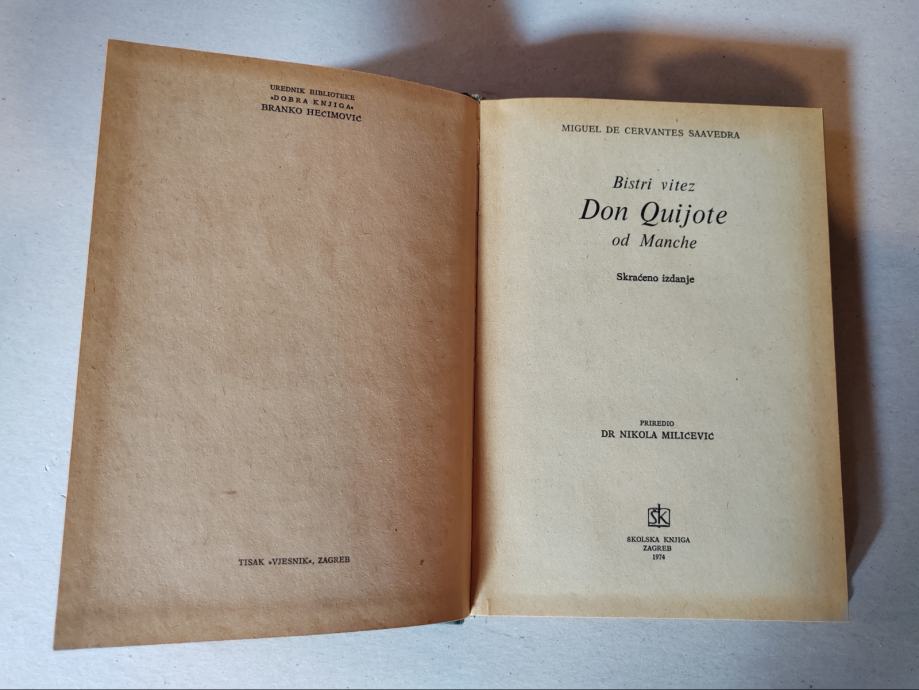 UREDNIK BIBLIOTEKE
»DOBRA KNJIGA«
BRANKO HEĆIMOVIĆ
TISAK »VJESNIK«, ZAGREB
MIGUEL DE CERVANTES SAAVEDRA
Bistri vitez
Don Quijote
od Manche
Skraćeno izdanje
PRIREDIO
DR NIKOLA MILIĆEVIĆ
ŠK
ŠKOLSKA KNJIGA
ZAGREB
1974